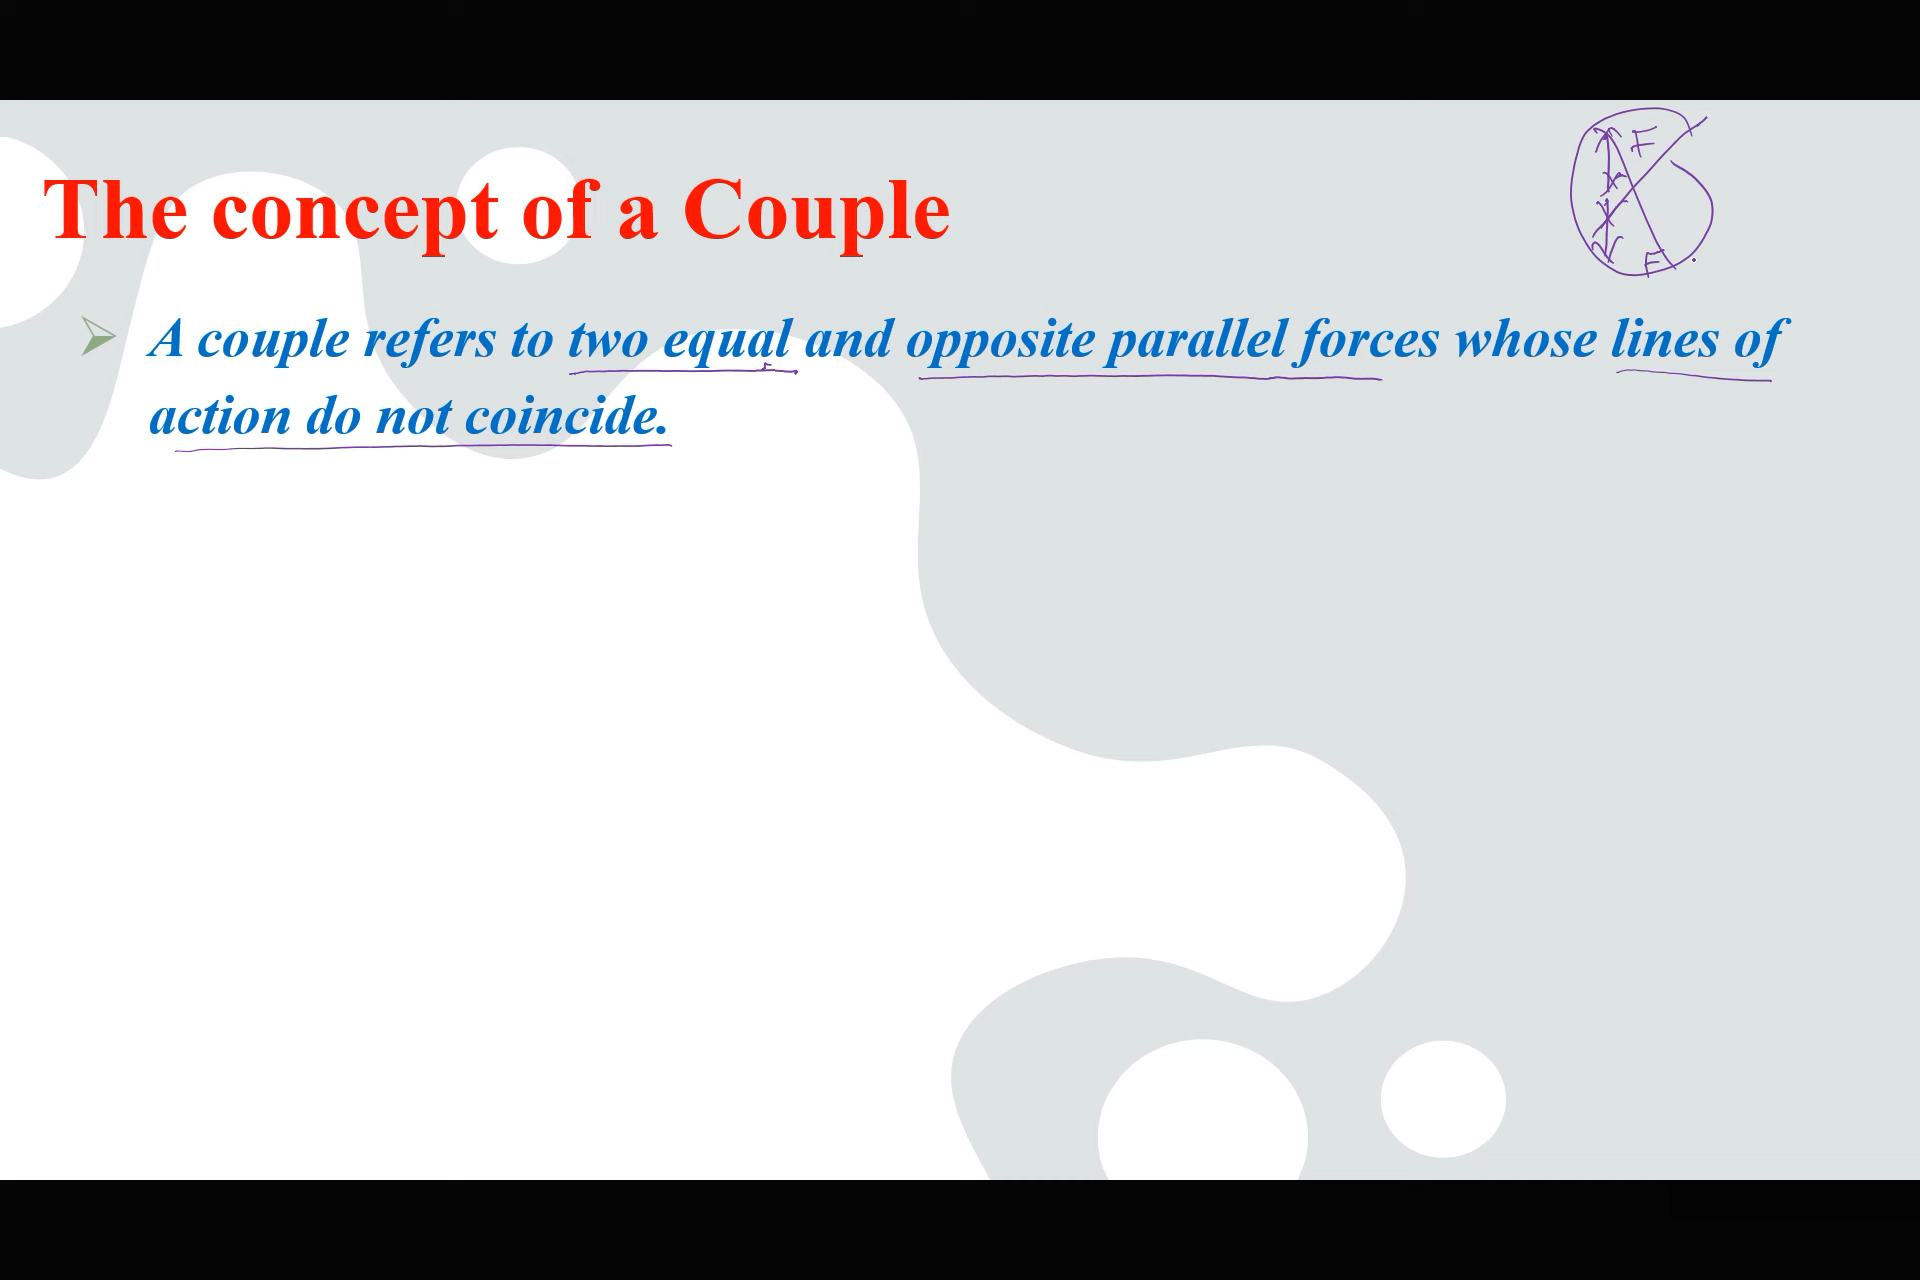 F
The concept of a Couple
F
A couple refers to two equal and opposite parallel forces whose lines of
action do not coincide.